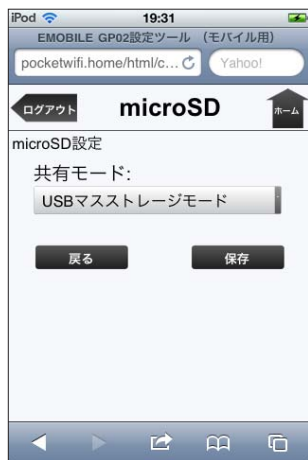 iPod 19:31
EMOBILE GP02設定ツール （モバイル用）
pocketwifi.home/html/c... Yahoo!
ログアウト microSD ホーム
microSD設定
共有モード:
USBマスストレージモード
戻る 保存